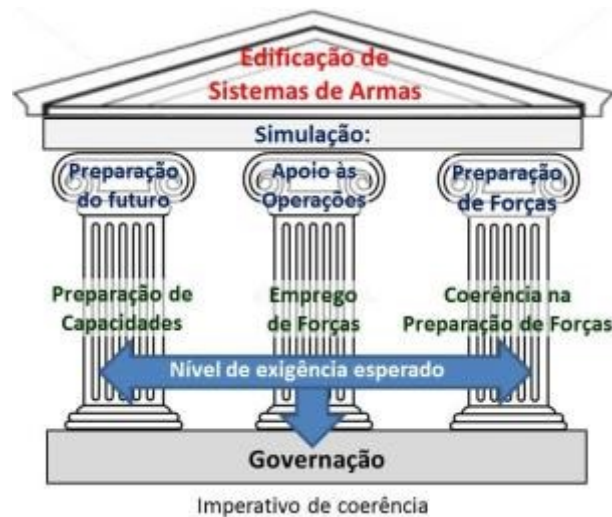 Edificação de
Sistemas de Armas
Simulação:
Preparação
do futuro
Apoio às
Operações
Preparação
de Forças
Preparação de
Capacidades
Emprego
de Forças
Coerência na
Preparação de Forças
Nível de exigência esperado
Governação
Imperativo de coerência